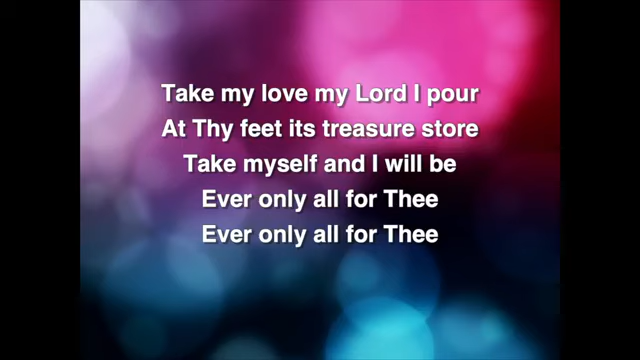 Take my love my Lord I pour
At Thy feet its treasure store
Take myself and I will be
Ever only all for Thee
Ever only all for Thee